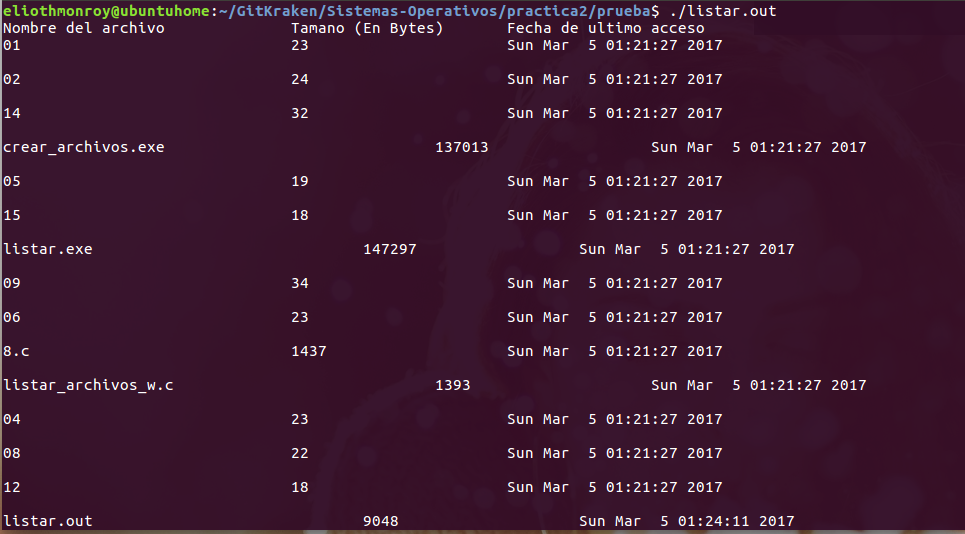 eliothmonroy@ubuntuhome:~/GitKraken/Sistemas-Operativos/practica2/prueba$ ./listar.out
Nombre del archivo Tamano (En Bytes) Fecha de ultimo acceso
01 23 Sun Mar  5 01:21:27 2017
02 24 Sun Mar  5 01:21:27 2017
14 32 Sun Mar  5 01:21:27 2017
crear_archivos.exe 137013 Sun Mar  5 01:21:27 2017
05 19 Sun Mar  5 01:21:27 2017
15 18 Sun Mar  5 01:21:27 2017
listar.exe 147297 Sun Mar  5 01:21:27 2017
09 34 Sun Mar  5 01:21:27 2017
06 23 Sun Mar  5 01:21:27 2017
8.c 1437 Sun Mar  5 01:21:27 2017
listar_archivos_w.c 1393 Sun Mar  5 01:21:27 2017
04 23 Sun Mar  5 01:21:27 2017
08 22 Sun Mar  5 01:21:27 2017
12 18 Sun Mar  5 01:21:27 2017
listar.out 9048 Sun Mar  5 01:24:11 2017